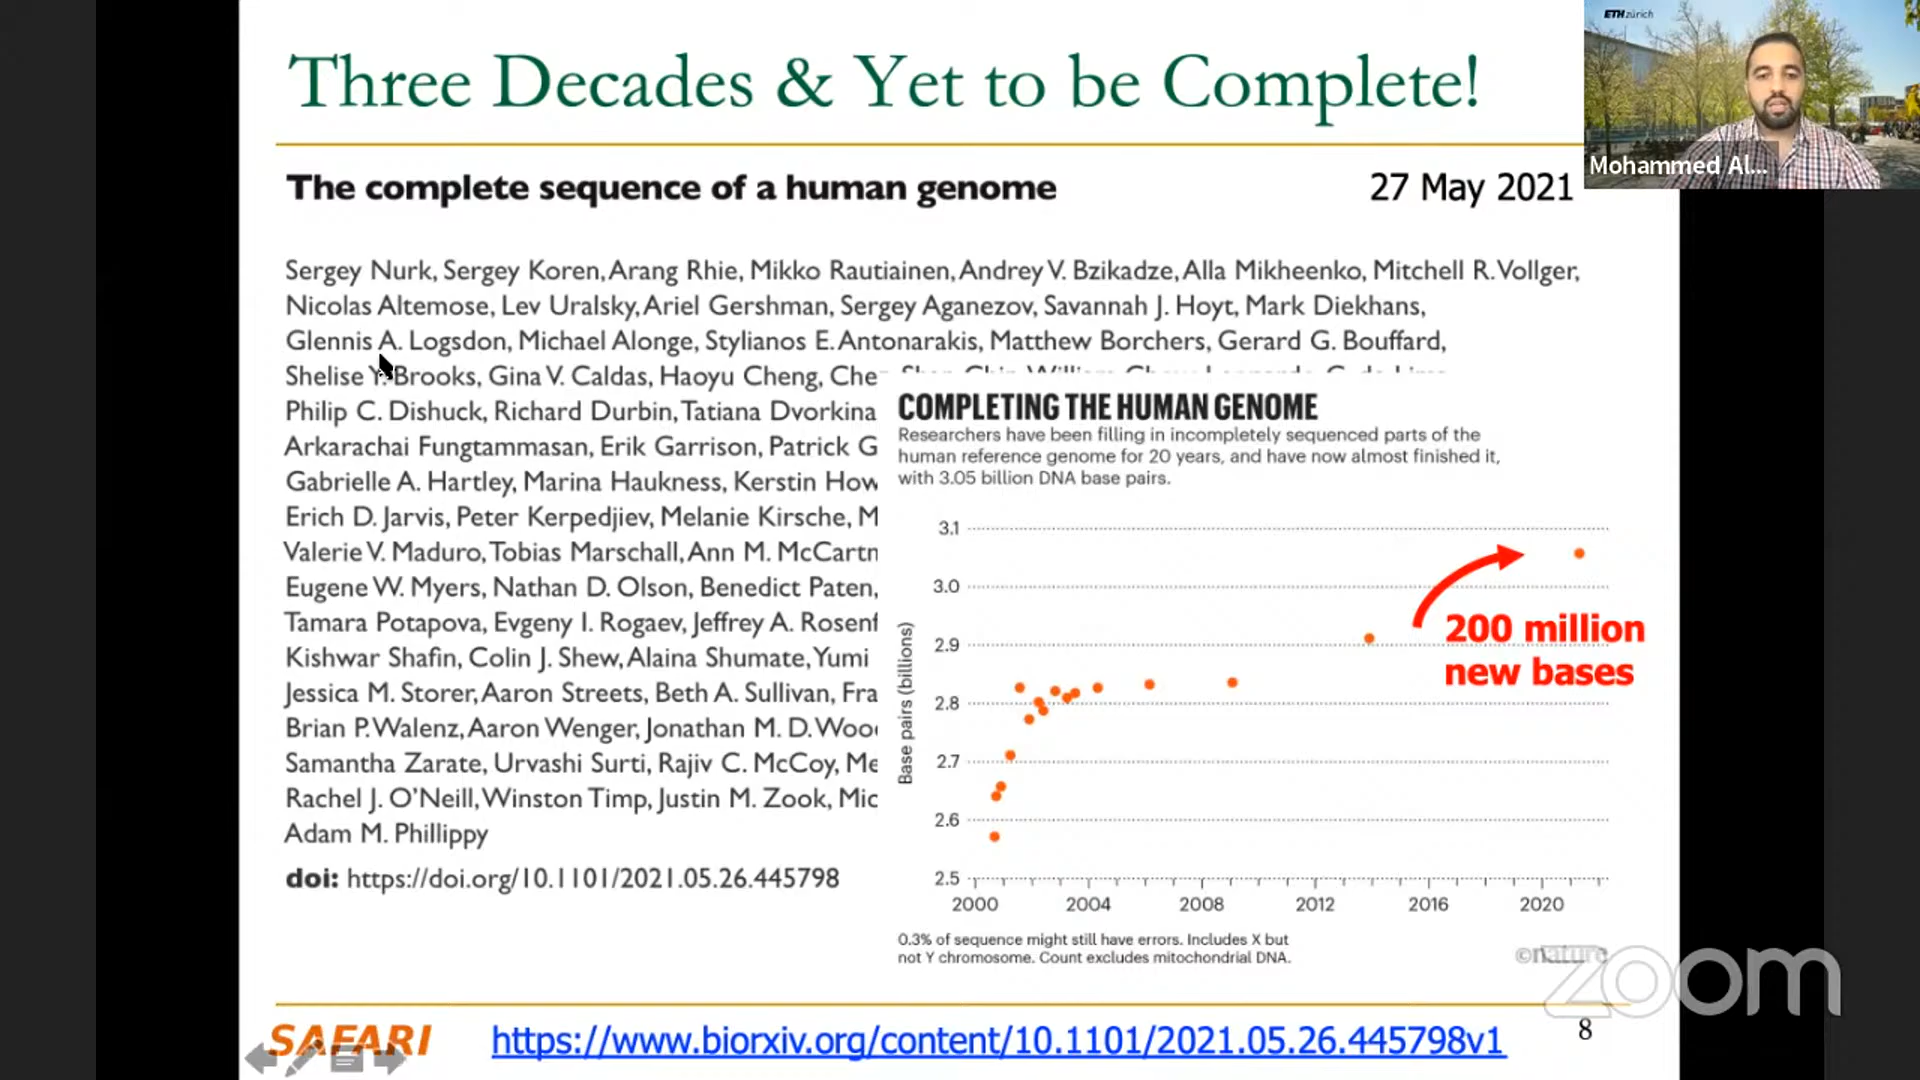 Three Decades & Yet to be Complete!
ETH zürich
Mohammed Al...
The complete sequence of a human genome
27 May 2021
Sergey Nurk, Sergey Koren, Arang Rhie, Mikko Rautiainen, Andrey V. Bzikadze, Alla Mikheenko, Mitchell R. Vollger,
Nicolas Altemose, Lev Uralsky, Ariel Gershman, Sergey Aganezov, Savannah J. Hoyt, Mark Diekhans,
Glennis A. Logsdon, Michael Alonge, Stylianos E. Antonarakis, Matthew Borchers, Gerard G. Bouffard,
Shelise Y. Brooks, Gina V. Caldas, Haoyu Cheng, Che
Philip C. Dishuck, Richard Durbin, Tatiana Dvorkina
Arkarachai Fungtammasan, Erik Garrison, Patrick G
Gabrielle A. Hartley, Marina Haukness, Kerstin How
Erich D. Jarvis, Peter Kerpedjiev, Melanie Kirsche, M
Valerie V. Maduro, Tobias Marschall, Ann M. McCartn
Eugene W. Myers, Nathan D. Olson, Benedict Paten,
Tamara Potapova, Evgeny I. Rogaev, Jeffrey A. Rosenf
Kishwar Shafin, Colin J. Shew, Alaina Shumate, Yumi
Jessica M. Storer, Aaron Streets, Beth A. Sullivan, Fra
Brian P. Walenz, Aaron Wenger, Jonathan M. D. Wood
Samantha Zarate, Urvashi Surti, Rajiv C. McCoy, Me
Rachel J. O'Neill, Winston Timp, Justin M. Zook, Mic
Adam M. Phillippy
doi: https://doi.org/10.1101/2021.05.26.445798
COMPLETING THE HUMAN GENOME
Researchers have been filling in incompletely sequenced parts of the
human reference genome for 20 years, and have now almost finished it,
with 3.05 billion DNA base pairs.
Base pairs (billions)
3.1
3.0
2.9
2.8
2.7
2.6
2.5
200 million
new bases
2000 2004 2008 2012 2016 2020
0.3% of sequence might still have errors. Includes X but
not Y chromosome. Count excludes mitochondrial DNA.
©nature
zoom
SAFARI
https://www.biorxiv.org/content/10.1101/2021.05.26.445798v1
8